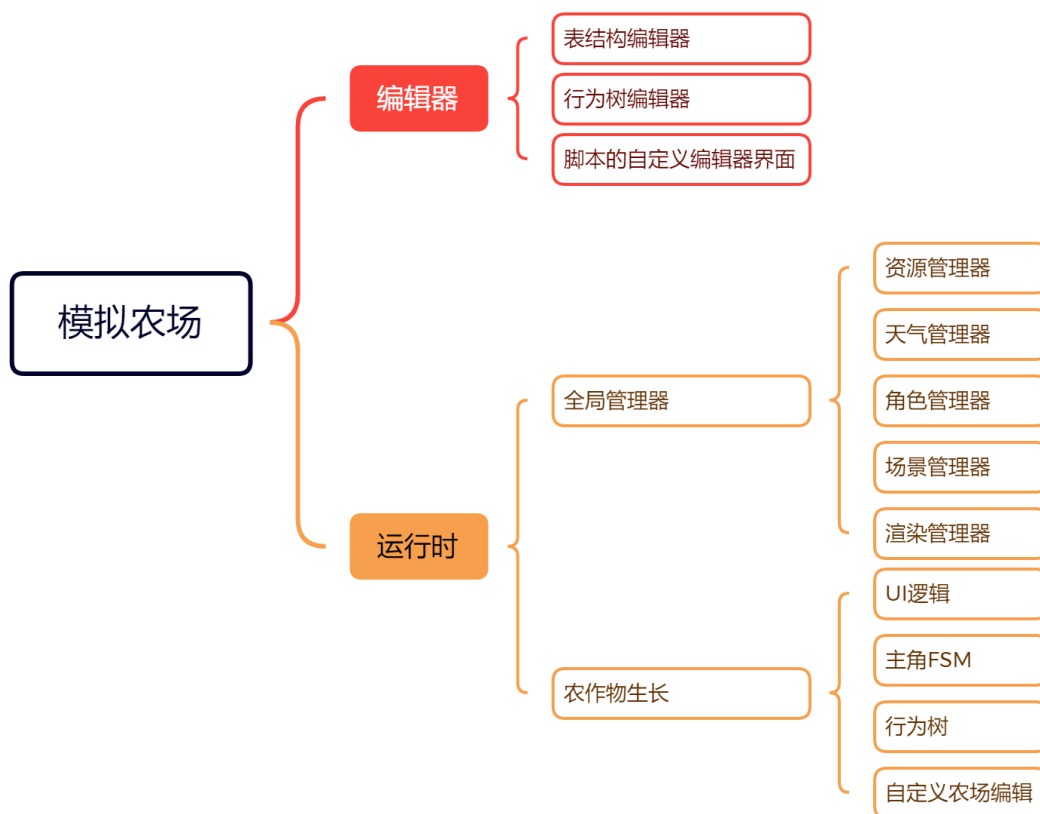 模拟农场
编辑器
表结构编辑器
行为树编辑器
脚本的自定义编辑器界面
运行时
全局管理器
资源管理器
天气管理器
角色管理器
场景管理器
渲染管理器
农作物生长
UI逻辑
主角FSM
行为树
自定义农场编辑